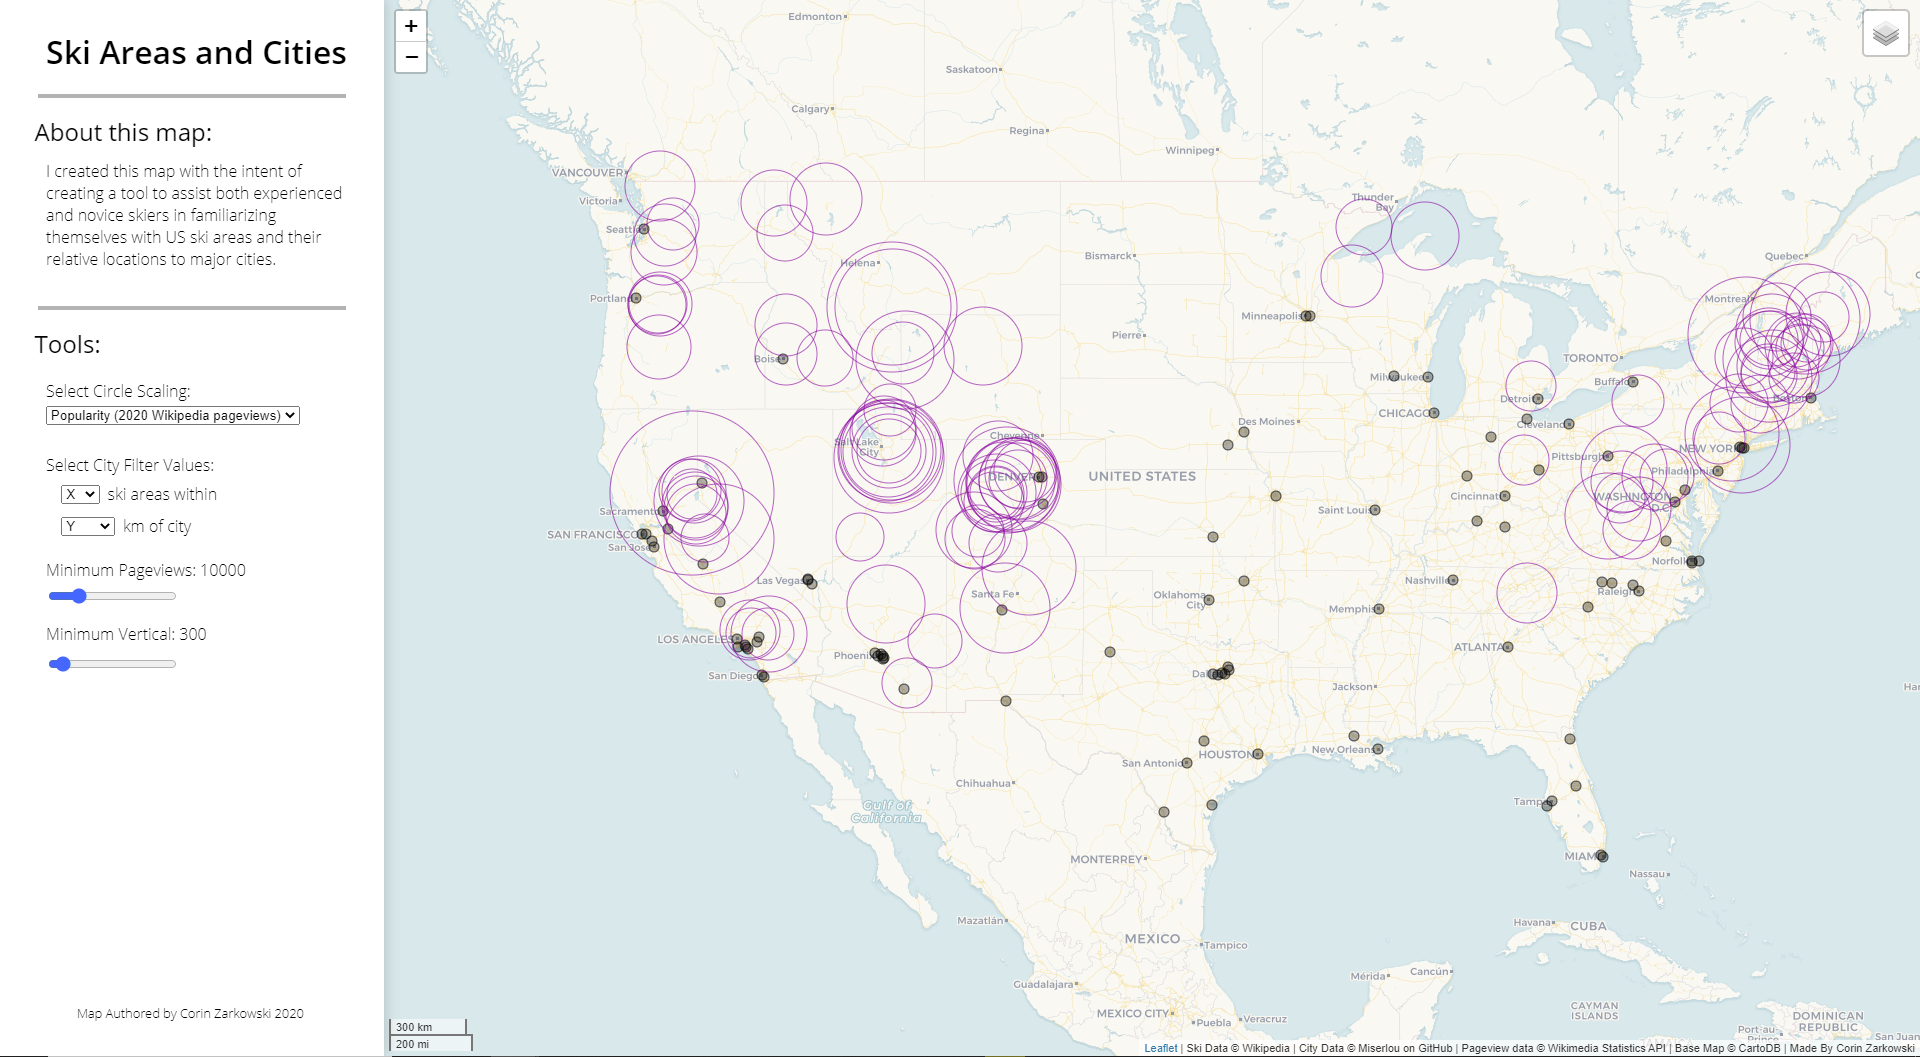 Ski Areas and Cities
About this map:
I created this map with the intent of
creating a tool to assist both experienced
and novice skiers in familiarizing
themselves with US ski areas and their
relative locations to major cities.
Tools:
Select Circle Scaling:
Popularity (2020 Wikipedia pageviews)
Select City Filter Values:
X ski areas within
Y km of city
Minimum Pageviews: 10000
Minimum Vertical: 300
Map Authored by Corin Zarkowski 2020
+
−
Edmonton
Saskatoon
Calgary
Regina
Winnipeg
VANCOUVER
Victoria
Thunder
Bay
Seattle
Bismarck
Helena
Quebec
Portland
Montreal
Minneapolis
Pierre
Boise
TORONTO
Milwaukee
Buffalo
Detroit
Boston
CHICAGO
Des Moines
Cleveland
Cheyenne
Salt Lake
City
NEW YORK
Pittsburgh
Philadelphia
DENVER
UNITED STATES
Cincinnati
WASHINGTON
D.C.
Sacramento
Saint Louis
SAN FRANCISCO
San Jose
Norfolk
Las Vegas
Nashville
Raleigh
Santa Fe
Oklahoma
City
Memphis
LOS ANGELES
ATLANTA
Phoenix
San Diego
Dallas
Jackson
New Orleans
HOUSTON
San Antonio
Chihuahua
Gulf of
California
Tampa
MONTERREY
MIAMI
Nassau
Mazatlán
Havana
CUBA
MEXICO
Tampico
Mérida
Cancún
Guadalajara
CAYMAN
ISLANDS
MEXICO CITY
Puebla
Veracruz
DOMINICAN
REPUBLIC
Port-au
Prince
San Juan
300 km
200 mi
Leaflet | Ski Data © Wikipedia | City Data © Miserlou on GitHub | Pageview data © Wikimedia Statistics API | Base Map © CartoDB | Made By Corin Zarkowski